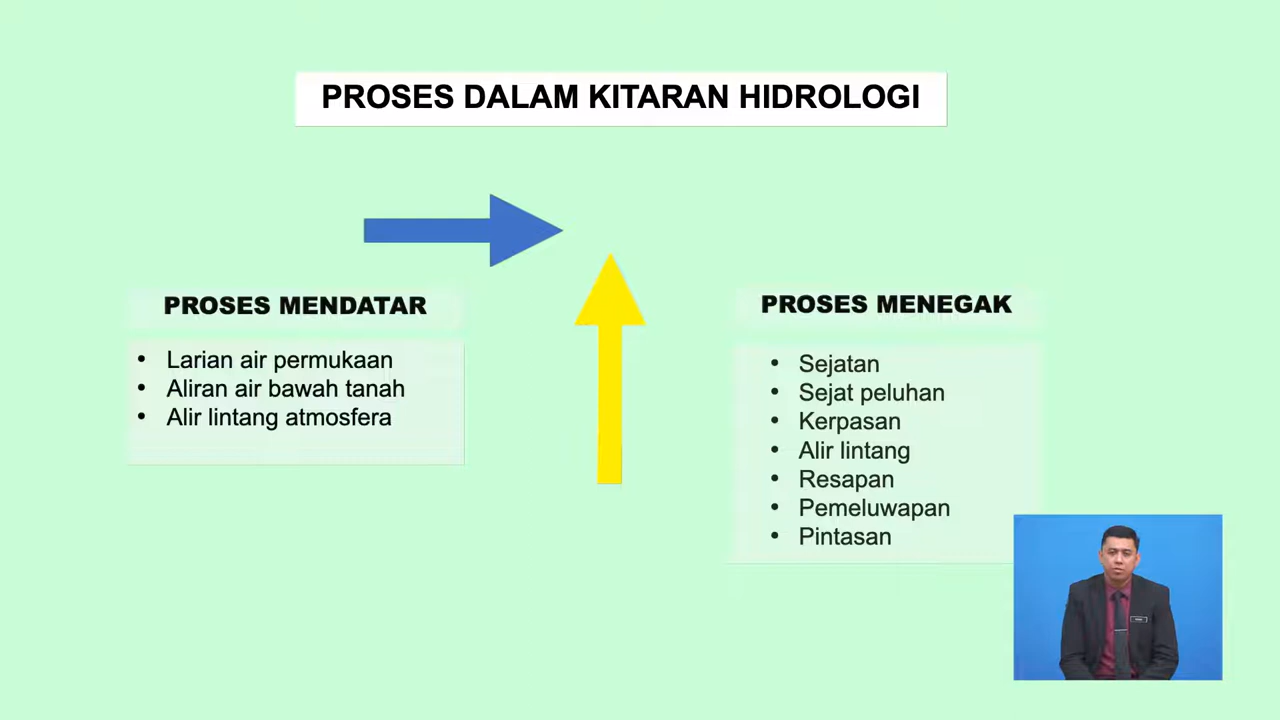 PROSES DALAM KITARAN HIDROLOGI
PROSES MENDATAR
• Larian air permukaan
• Aliran air bawah tanah
• Alir lintang atmosfera
PROSES MENEGAK
• Sejatan
• Sejat peluhan
• Kerpasan
• Alir lintang
• Resapan
• Pemeluwapan
• Pintasan